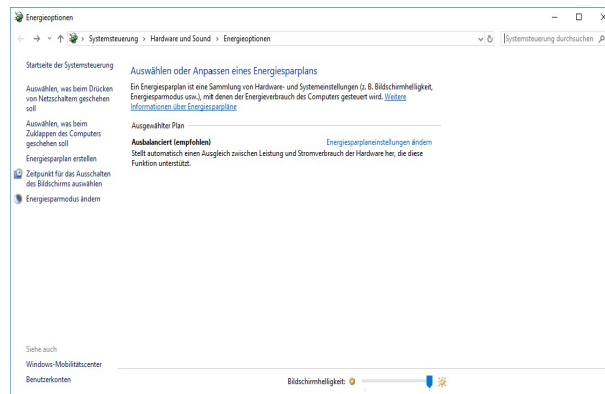 Energieoptionen
Systemsteuerung > Hardware und Sound > Energieoptionen
Systemsteuerung durchsuchen
Startseite der Systemsteuerung
Auswählen, was beim Drücken
von Netzschaltern geschehen
soll
Auswählen, was beim
Zuklappen des Computers
geschehen soll
Energiesparplan erstellen
Zeitpunkt für das Ausschalten
des Bildschirms auswählen
Energiesparmodus ändern
Auswählen oder Anpassen eines Energiesparplans
Ein Energiesparplan ist eine Sammlung von Hardware- und Systemeinstellungen (z. B. Bildschirmhelligkeit,
Energiesparmodus usw.), mit denen der Energieverbrauch des Computers gesteuert wird. Weitere
Informationen über Energiesparpläne
Ausgewählter Plan
Ausbalanciert (empfohlen) Energiesparplaneinstellungen ändern
Stellt automatisch einen Ausgleich zwischen Leistung und Stromverbrauch der Hardware her, die diese
Funktion unterstützt.
Siehe auch
Windows-Mobilitätscenter
Benutzerkonten
Bildschirmhelligkeit: